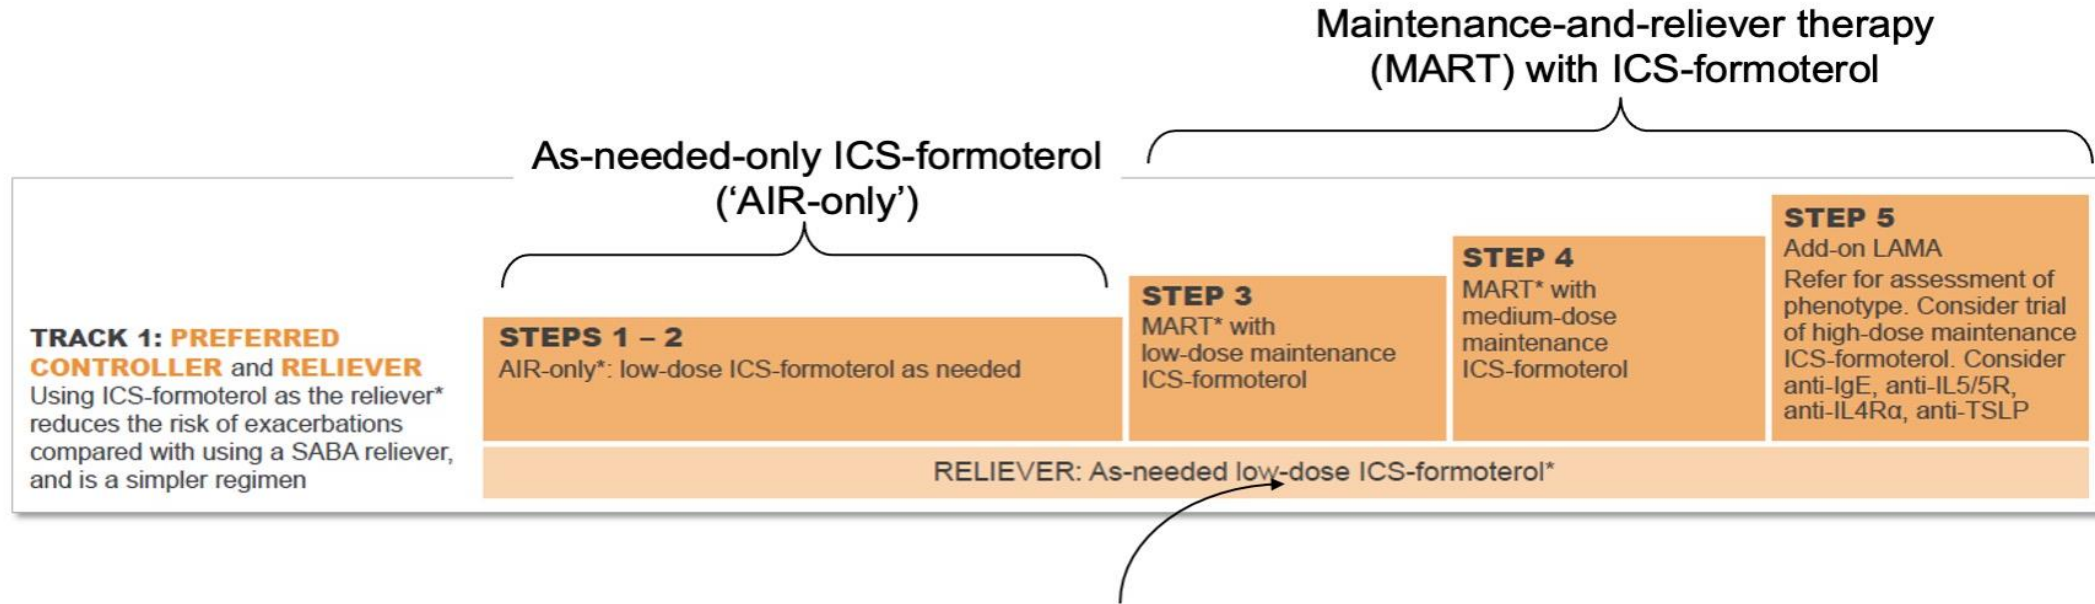 Maintenance-and-reliever therapy
(MART) with ICS-formoterol
As-needed-only ICS-formoterol
(‘AIR-only’)
TRACK 1: PREFERRED
CONTROLLER and RELIEVER
Using ICS-formoterol as the reliever*
reduces the risk of exacerbations
compared with using a SABA reliever,
and is a simpler regimen
STEPS 1 – 2
AIR-only*: low-dose ICS-formoterol as needed
STEP 3
MART* with
low-dose maintenance
ICS-formoterol
STEP 4
MART* with
medium-dose
maintenance
ICS-formoterol
STEP 5
Add-on LAMA
Refer for assessment of
phenotype. Consider trial
of high-dose maintenance
ICS-formoterol. Consider
anti-IgE, anti-IL5/5R,
anti-IL4Rα, anti-TSLP
RELIEVER: As-needed low-dose ICS-formoterol*